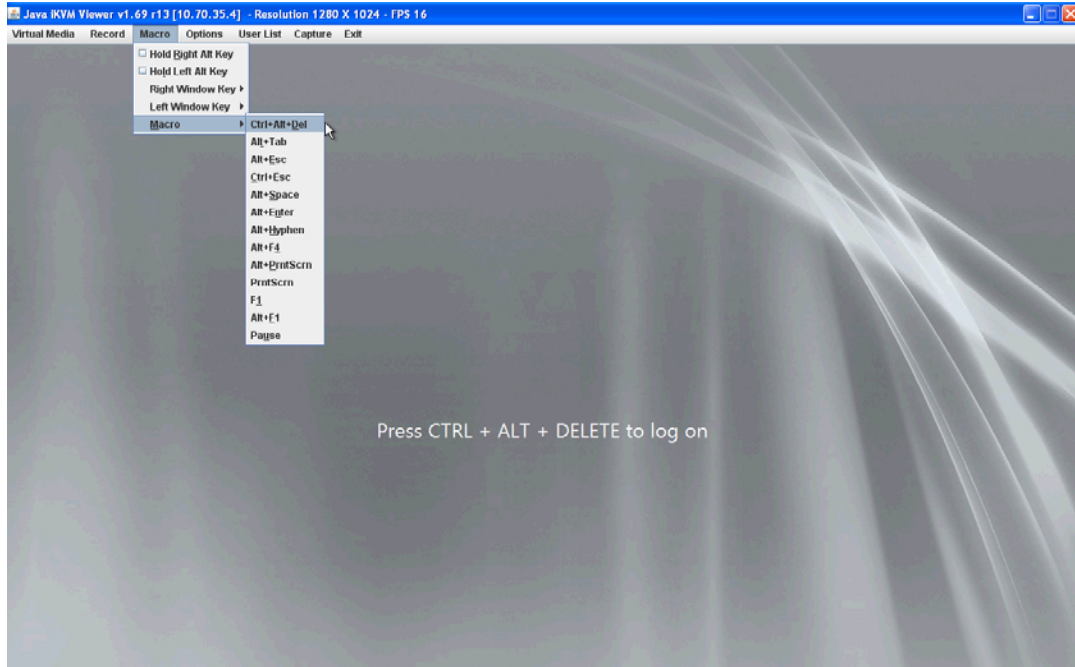 Java iKVM Viewer v1.69 r13 [10.70.35.4] - Resolution 1280 X 1024 - FPS 16
Virtual Media Record Macro Options User List Capture Exit
Hold Right Alt Key
Hold Left Alt Key
Right Window Key
Left Window Key
Macro
Ctrl+Alt+Del
Alt+Tab
Alt+Esc
Ctrl+Esc
Alt+Space
Alt+Enter
Alt+Hyphen
Alt+F4
Alt+PrntScrn
PrntScrn
F1
Alt+F1
Pause
Press CTRL + ALT + DELETE to log on